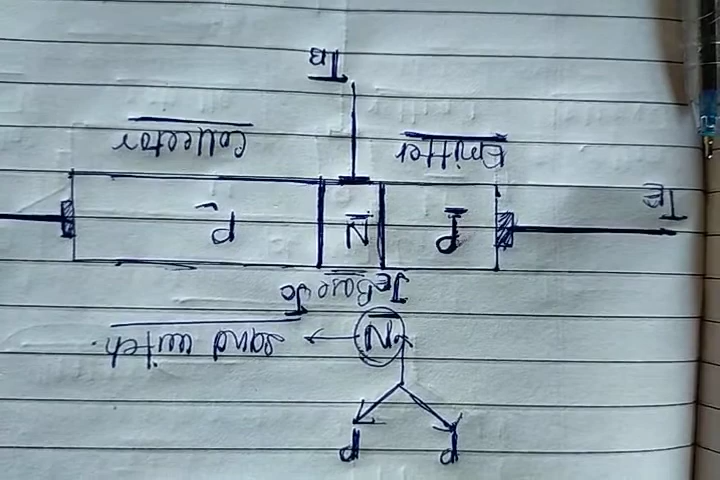 P P
N → sand witch.
JE Base JC
P N P
IE
Emitter Collector
IB